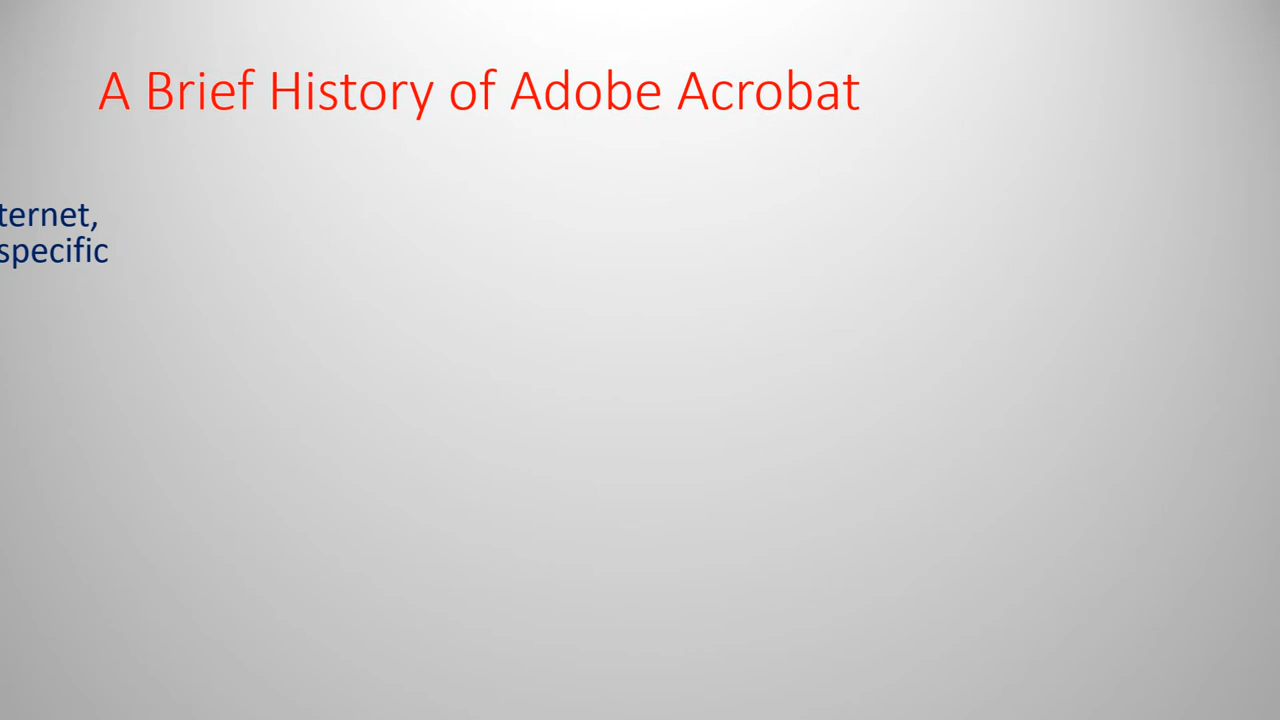 A Brief History of Adobe Acrobat
ternet,
specific